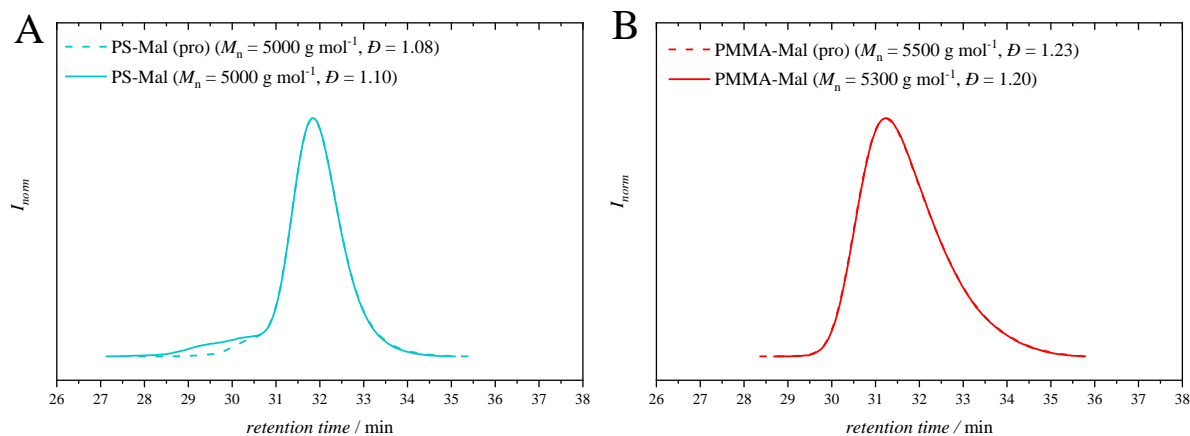 A
PS-Mal (pro) (Mn = 5000 g mol-1, Đ = 1.08)
PS-Mal (Mn = 5000 g mol-1, Đ = 1.10)
Inorm
26 27 28 29 30 31 32 33 34 35 36 37 38
retention time / min
B
PMMA-Mal (pro) (Mn = 5500 g mol-1, Đ = 1.23)
PMMA-Mal (Mn = 5300 g mol-1, Đ = 1.20)
Inorm
26 27 28 29 30 31 32 33 34 35 36 37 38
retention time / min